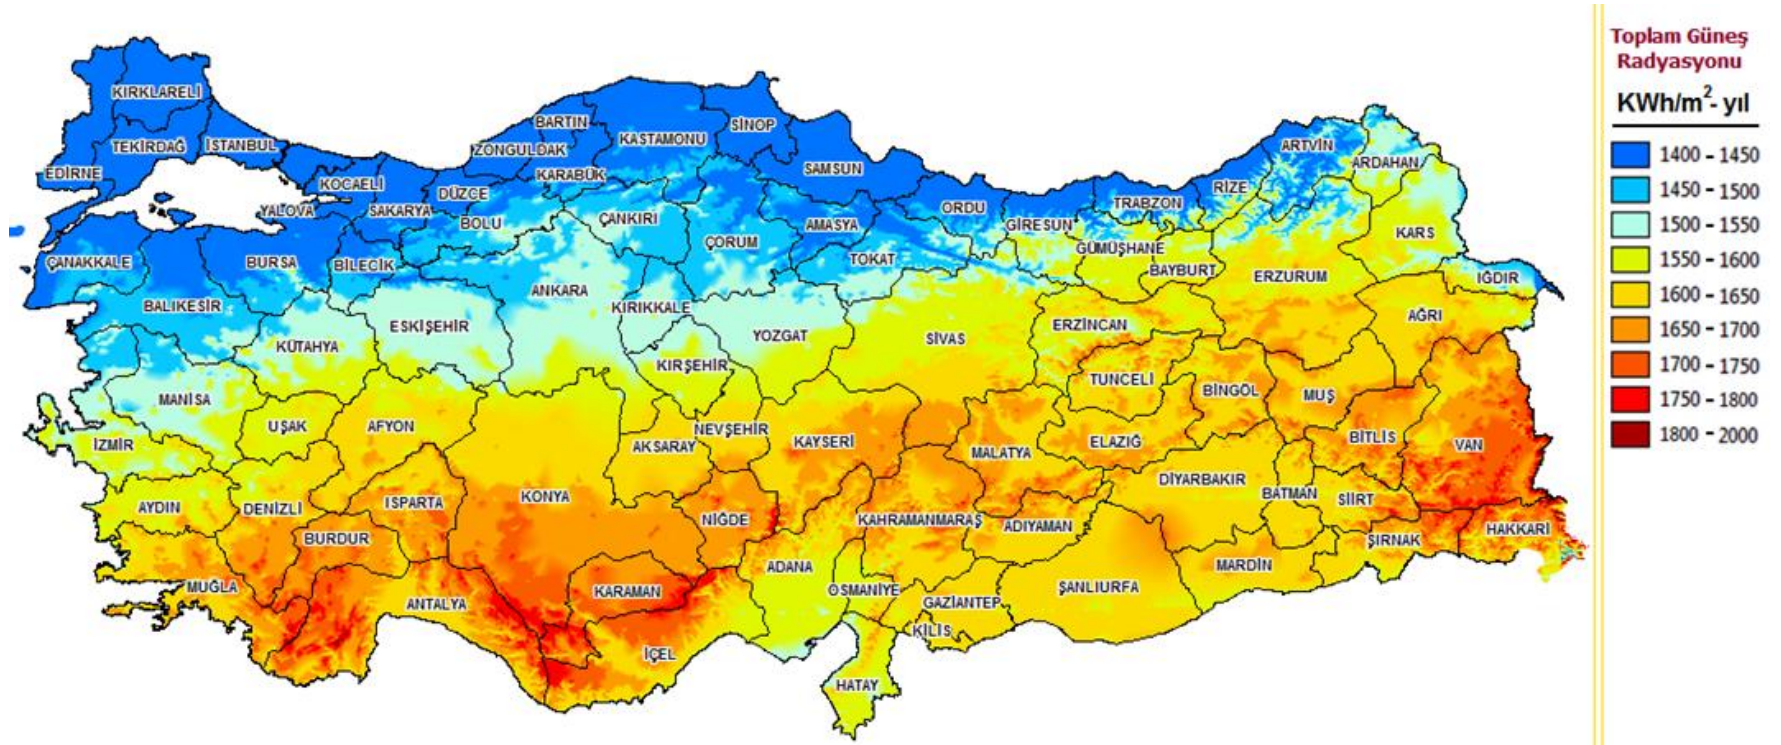 KIRKLARELİ
TEKİRDAĞ
İSTANBUL
EDİRNE
KOCAELİ
YALOVA
SAKARYA
DÜZCE
ZONGULDAK
BARTIN
KARABÜK
KASTAMONU
SİNOP
SAMSUN
BOLU
ÇANKIRI
ÇORUM
AMASYA
TOKAT
ORDU
GİRESUN
TRABZON
RİZE
ARTVİN
ARDAHAN
KARS
GÜMÜŞHANE
BAYBURT
ERZURUM
IĞDIR
ÇANAKKALE
BURSA
BİLECİK
BALIKESİR
ESKİŞEHİR
ANKARA
KIRIKKALE
YOZGAT
SİVAS
ERZİNCAN
AĞRI
KÜTAHYA
KIRŞEHİR
TUNCELİ
BİNGÖL
MUŞ
MANİSA
UŞAK
AFYON
İZMİR
AKSARAY
NEVŞEHİR
KAYSERİ
MALATYA
ELAZIĞ
BİTLİS
VAN
AYDIN
DENİZLİ
ISPARTA
KONYA
NİĞDE
KAHRAMANMARAŞ
ADIYAMAN
DİYARBAKIR
BATMAN
SİİRT
BURDUR
ŞIRNAK
HAKKARİ
MUĞLA
ANTALYA
KARAMAN
ADANA
OSMANİYE
GAZİANTEP
ŞANLIURFA
MARDİN
KİLİS
İÇEL
HATAY
Toplam Güneş
Radyasyonu
KWh/m²- yıl
1400 - 1450
1450 - 1500
1500 - 1550
1550 - 1600
1600 - 1650
1650 - 1700
1700 - 1750
1750 - 1800
1800 - 2000